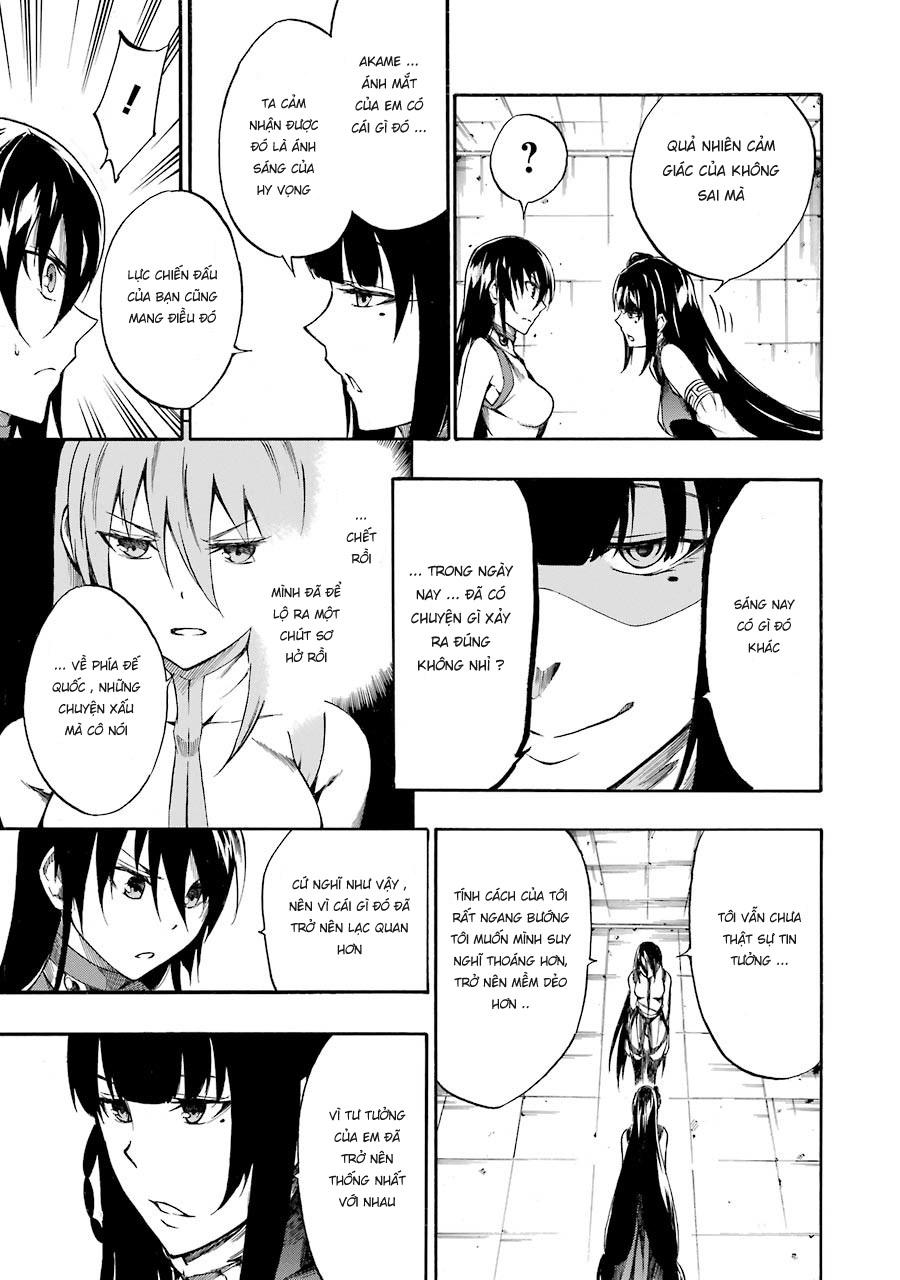 QUẢ NHIÊN CẢM
GIÁC CỦA KHÔNG
SAI MÀ
?
AKAME ...
ÁNH MẮT
CỦA EM CÓ
CÁI GÌ ĐÓ ...
TA CẢM
NHẬN ĐƯỢC
ĐÓ LÀ ÁNH
SÁNG CỦA
HY VỌNG
!
LỰC CHIẾN ĐẤU
CỦA BẠN CŨNG
MANG ĐIỀU ĐÓ
SÁNG NAY
CÓ GÌ ĐÓ
KHÁC
... TRONG NGÀY
NAY ... ĐÃ CÓ
CHUYỆN GÌ XẢY
RA ĐÚNG
KHÔNG NHỈ ?
...
CHẾT
RỒI
MÌNH ĐÃ ĐỂ
LỘ RA MỘT
CHÚT SƠ
HỞ RỒI
... VỀ PHÍA ĐẾ
QUỐC , NHỮNG
CHUYỆN XẤU
MÀ CÔ NÓI
TÔI VẪN CHƯA
THẬT SỰ TIN
TƯỞNG ...
TÍNH CÁCH CỦA TÔI
RẤT NGANG BƯỚNG
TÔI MUỐN MÌNH SUY
NGHĨ THOÁNG HƠN,
TRỞ NÊN MỀM DẺO
HƠN ..
CỨ NGHĨ NHƯ VẬY ,
NÊN VÌ CÁI GÌ ĐÓ ĐÃ
TRỞ NÊN LẠC QUAN
HƠN
VÌ TƯ TƯỞNG
CỦA EM ĐÃ
TRỞ NÊN
THỐNG NHẤT
VỚI NHAU